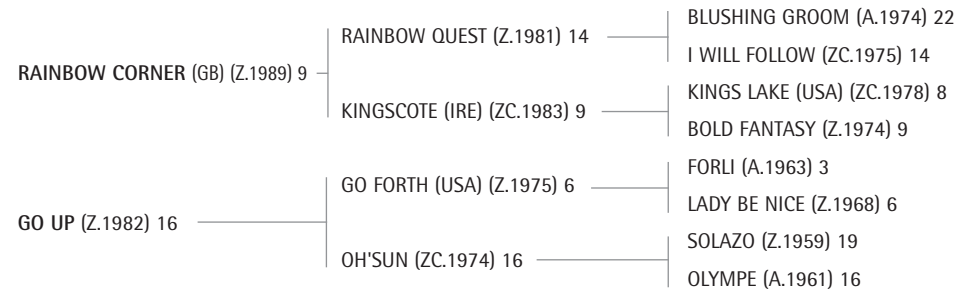 BLUSHING GROOM (A.1974) 22
RAINBOW QUEST (Z.1981) 14
I WILL FOLLOW (ZC.1975) 14
RAINBOW CORNER (GB) (Z.1989) 9
KINGS LAKE (USA) (ZC.1978) 8
KINGSCOTE (IRE) (ZC.1983) 9
BOLD FANTASY (Z.1974) 9
FORLI (A.1963) 3
GO FORTH (USA) (Z.1975) 6
LADY BE NICE (Z.1968) 6
GO UP (Z.1982) 16
SOLAZO (Z.1959) 19
OH'SUN (ZC.1974) 16
OLYMPE (A.1961) 16